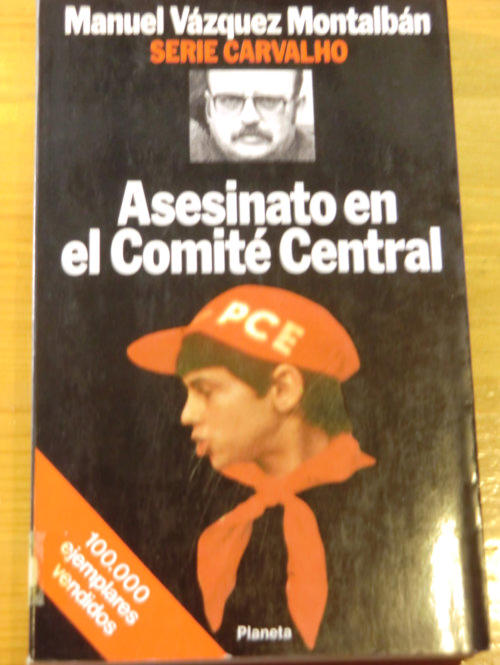 Manuel Vázquez Montalbán
SERIE CARVALHO
Asesinato en
el Comité Central
PCE
100.000
ejemplares
vendidos
Planeta